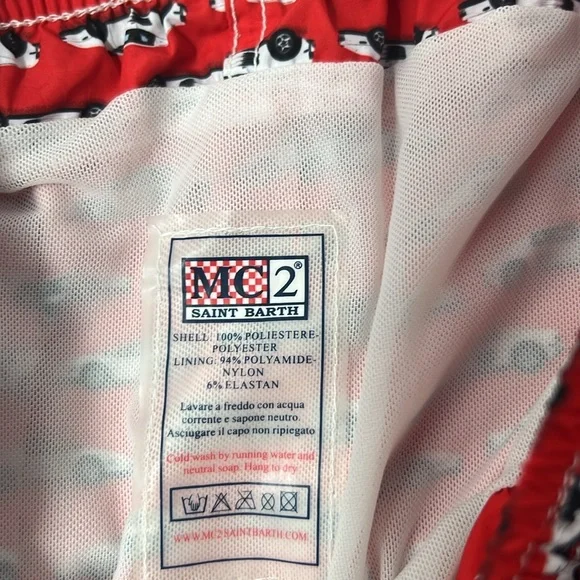 MC2®
SAINT BARTH
SHELL: 100% POLIESTERE-
POLYESTER
LINING: 94% POLYAMIDE-
NYLON
6% ELASTAN
Lavare a freddo con acqua
corrente e sapone neutro.
Asciugare il capo non ripiegato
Cold wash by running water and
neutral soap. Hang to dry
WWW.MC2SAINTBARTH.COM